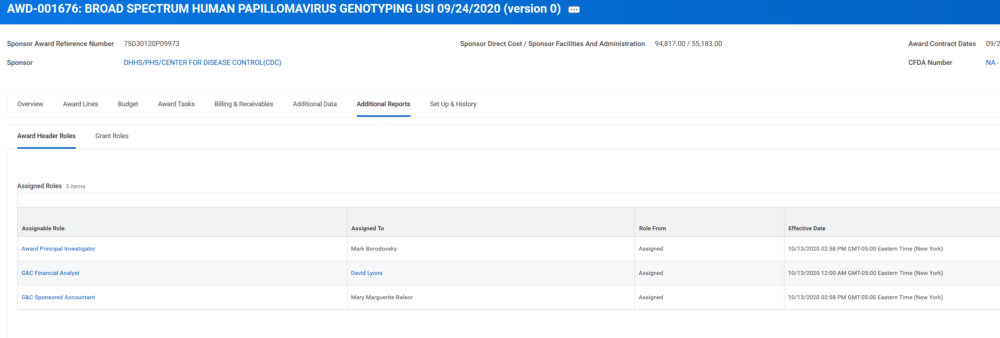 AWD-001676: BROAD SPECTRUM HUMAN PAPILLOMAVIRUS GENOTYPING USI 09/24/2020 (version 0)
Sponsor Award Reference Number 75D30120P09973 Sponsor Direct Cost / Sponsor Facilities And Administration 94,817.00 / 55,183.00 Award Contract Dates 09/2
Sponsor DHHS/PHS/CENTER FOR DISEASE CONTROL(CDC) CFDA Number NA -
Overview Award Lines Budget Award Tasks Billing & Receivables Additional Data Additional Reports Set Up & History
Award Header Roles Grant Roles
Assigned Roles 3 items
Assignable Role Assigned To Role From Effective Date
Award Principal Investigator Mark Borodovsky Assigned 10/13/2020 02:58 PM GMT-05:00 Eastern Time (New York)
G&C Financial Analyst David Lyons Assigned 10/13/2020 12:00 AM GMT-05:00 Eastern Time (New York)
G&C Sponsored Accountant Mary Marguerite Balsor Assigned 10/13/2020 02:58 PM GMT-05:00 Eastern Time (New York)